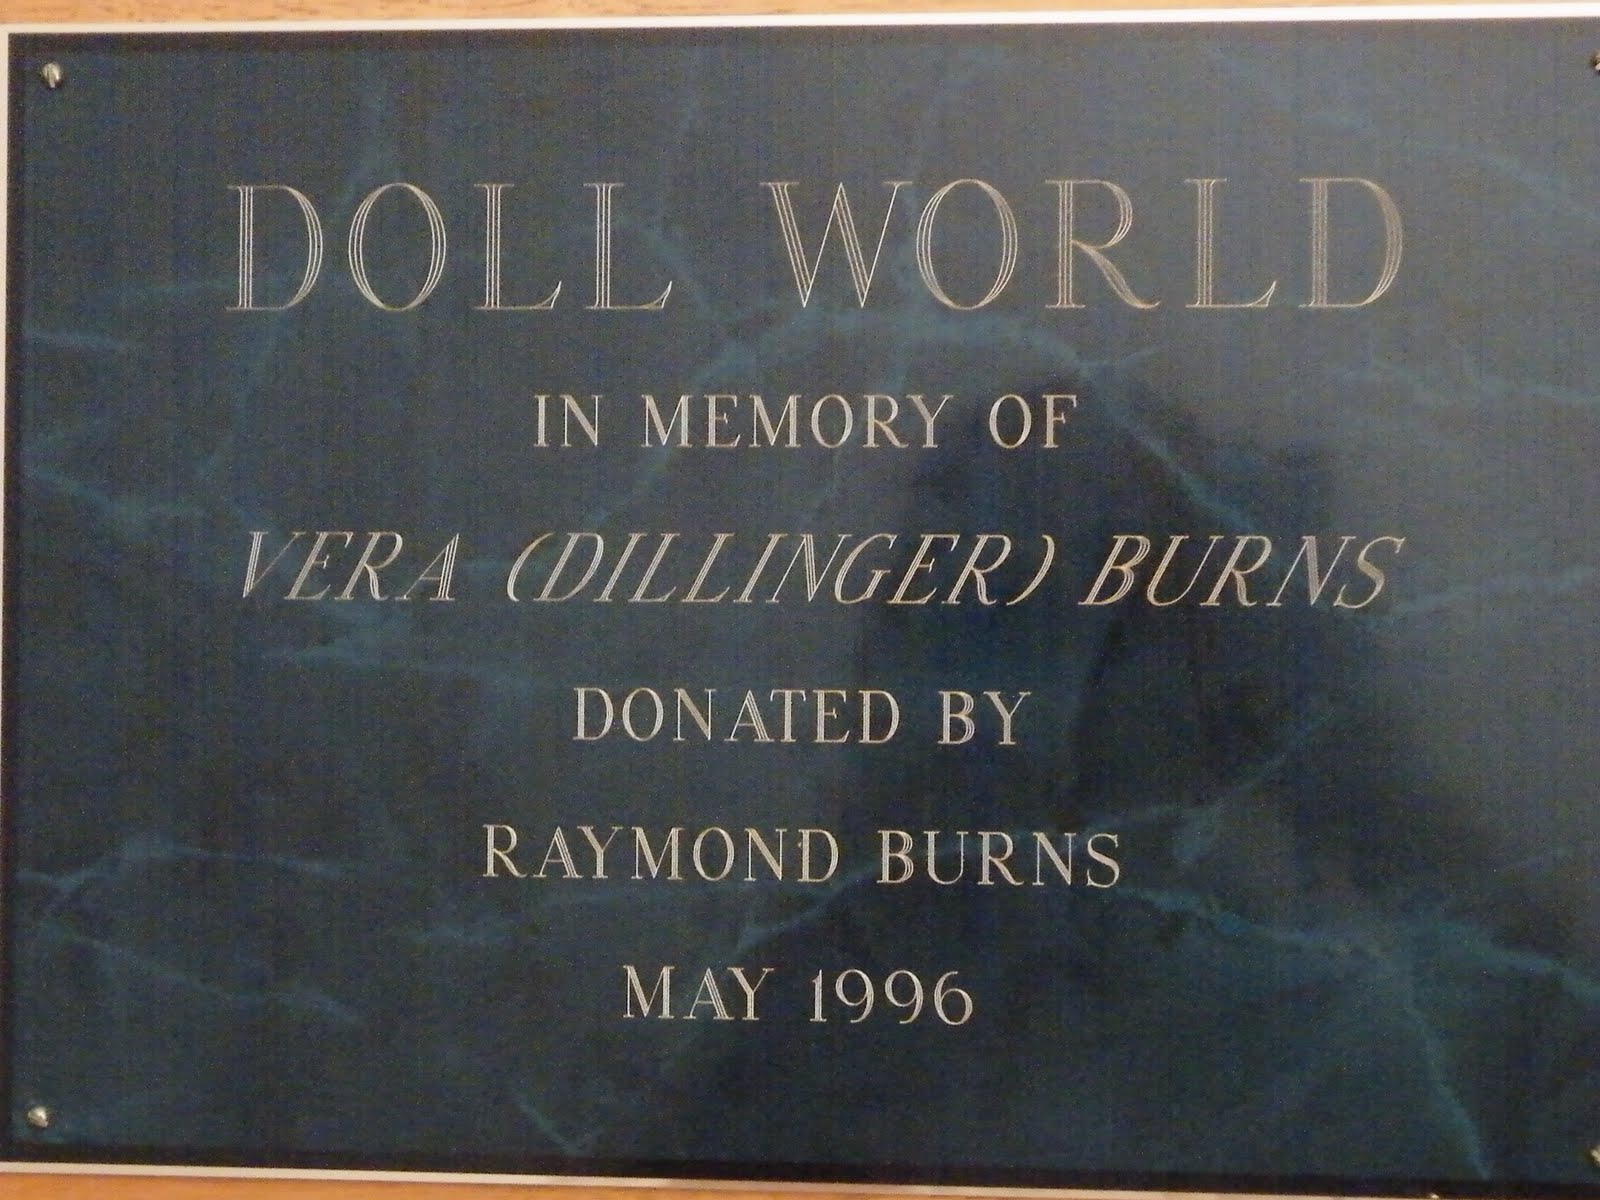 DOLL WORLD
IN MEMORY OF
VERA (DILLINGER) BURNS
DONATED BY
RAYMOND BURNS
MAY 1996